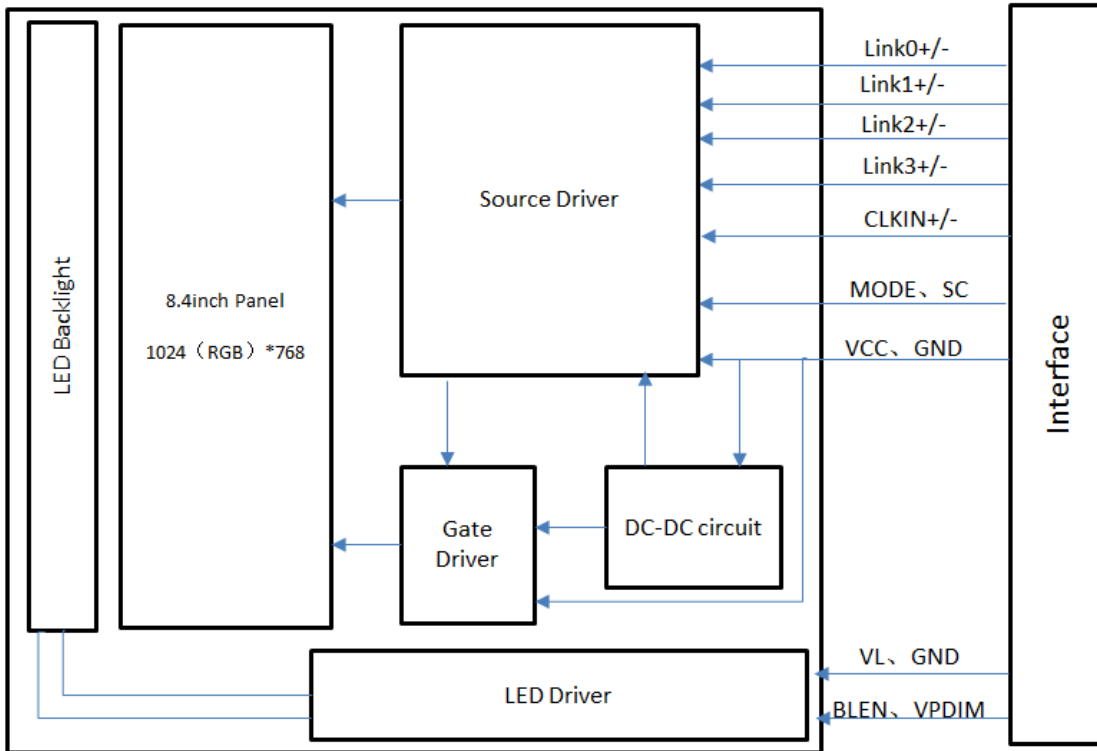 LED Backlight
8.4inch Panel
1024（RGB）*768
Source Driver
Gate
Driver
DC-DC circuit
LED Driver
Link0+/-
Link1+/-
Link2+/-
Link3+/-
CLKIN+/-
MODE、SC
VCC、GND
VL、GND
BLEN、VPDIM
Interface